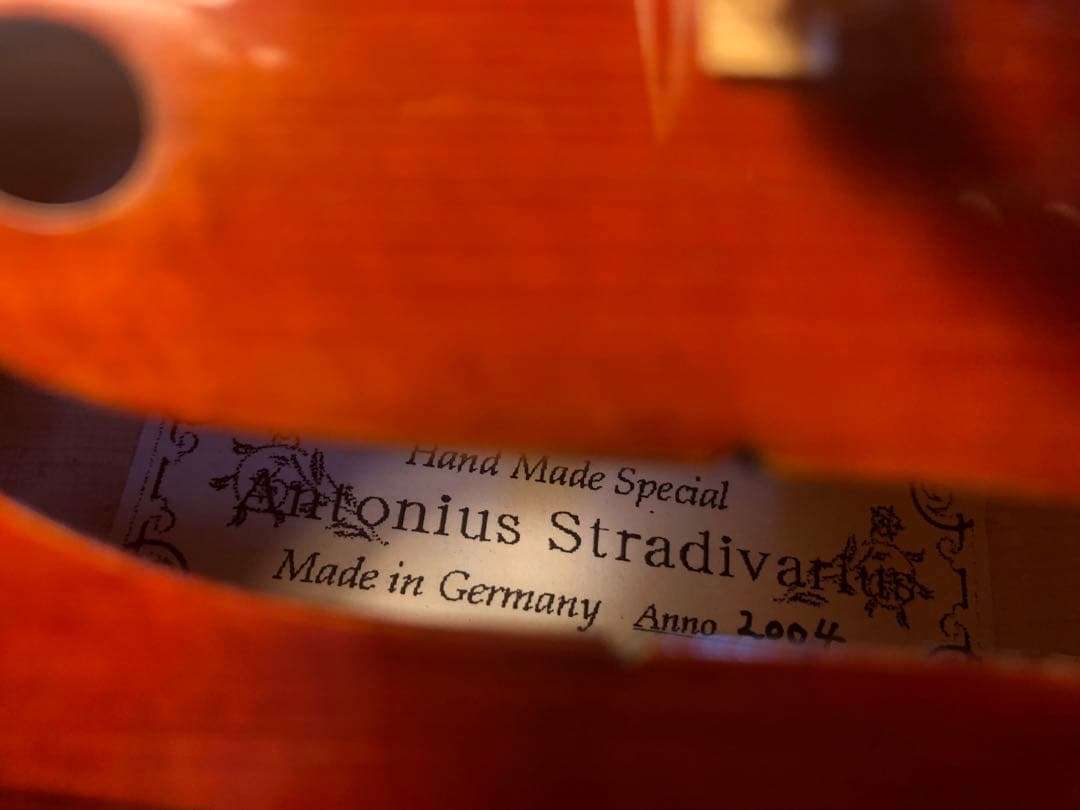 Hand Made Special
Antonius Stradivarius
Made in Germany Anno 2004